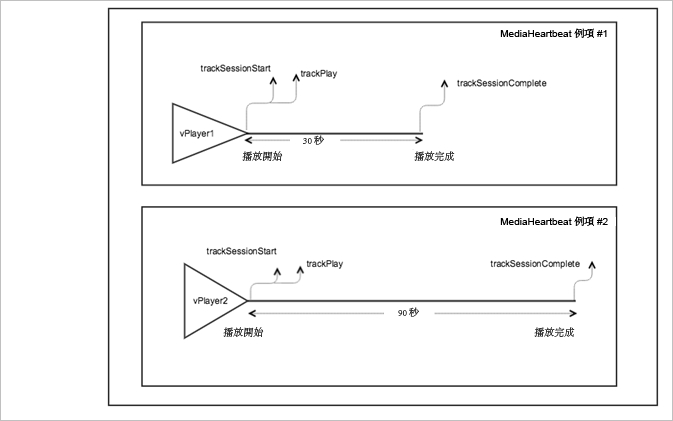 MediaHeartbeat 例項 #1
trackSessionStart
trackPlay
trackSessionComplete
vPlayer1
30 秒
播放開始
播放完成
MediaHeartbeat 例項 #2
trackSessionStart
trackPlay
trackSessionComplete
vPlayer2
90 秒
播放開始
播放完成